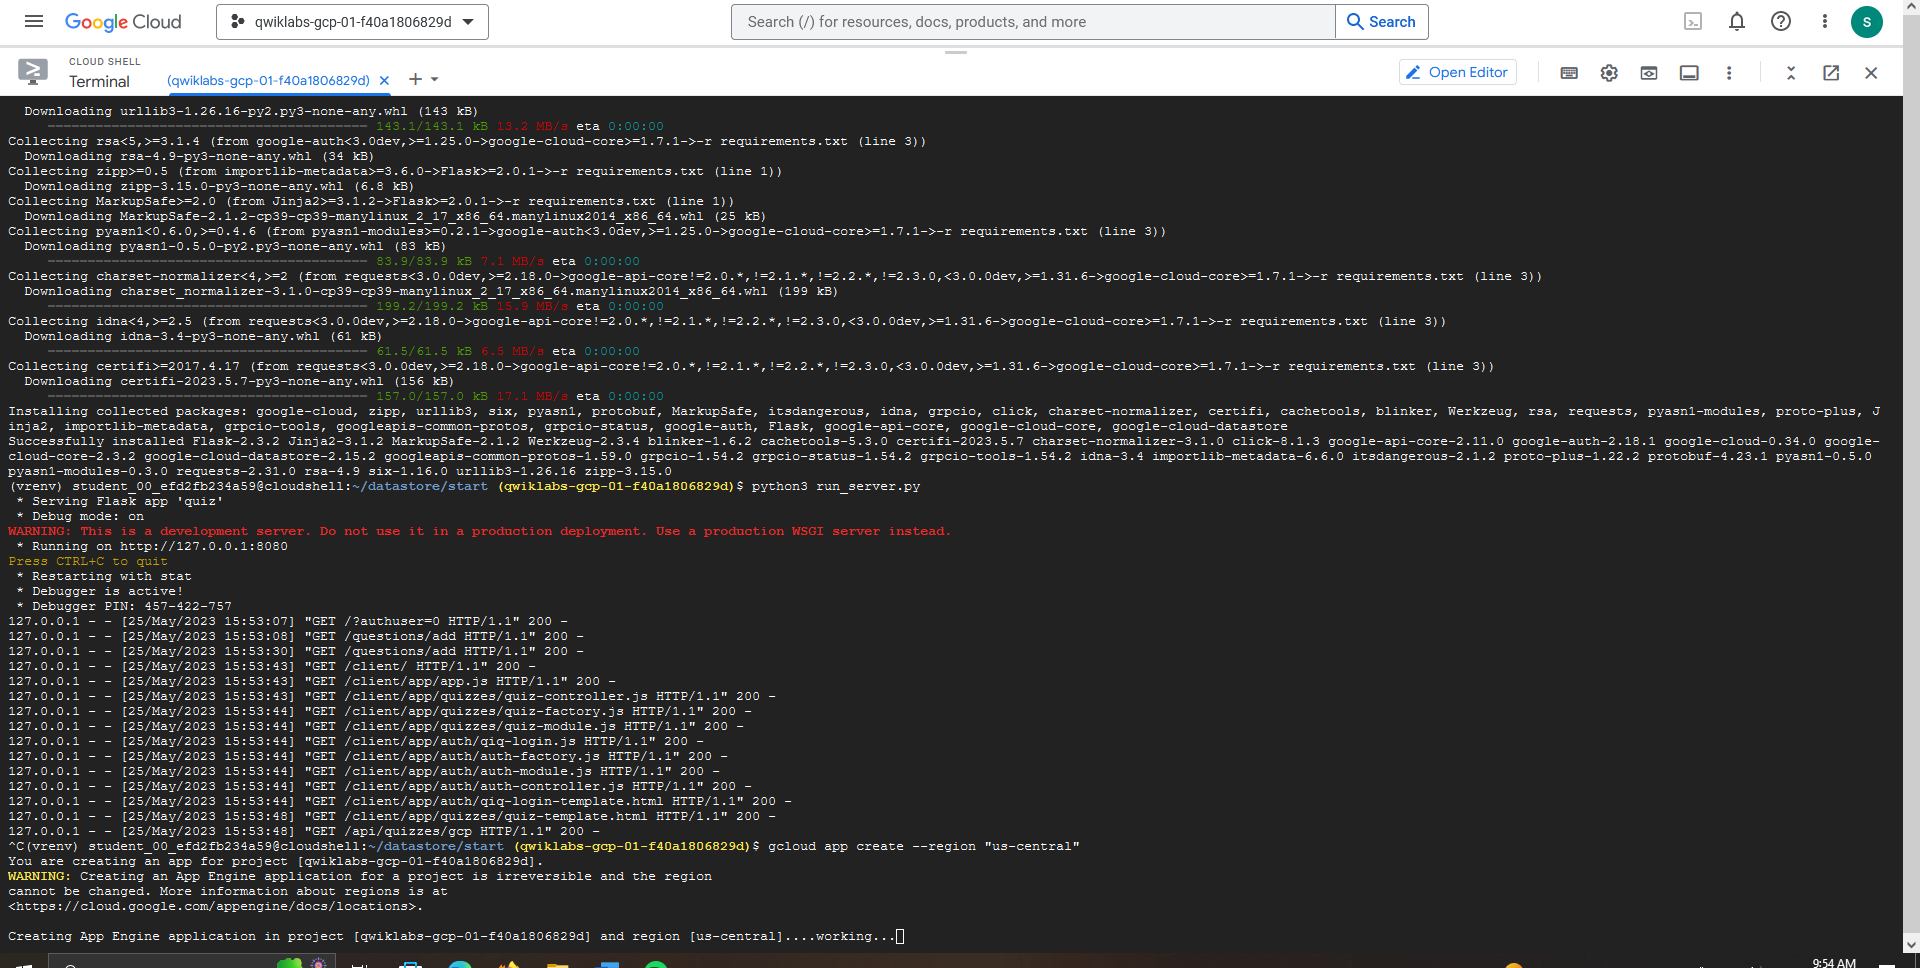 Google Cloud
qwiklabs-gcp-01-f40a1806829d
Search (/) for resources, docs, products, and more
Search
S
CLOUD SHELL
Terminal
(qwiklabs-gcp-01-f40a1806829d)
Open Editor
Downloading urllib3-1.26.16-py2.py3-none-any.whl (143 kB)
143.1/143.1 kB 13.2 MB/s eta 0:00:00
Collecting rsa<5,>=3.1.4 (from google-auth<3.0dev,>=1.25.0->google-cloud-core>=1.7.1->-r requirements.txt (line 3))
Downloading rsa-4.9-py3-none-any.whl (34 kB)
Collecting zipp>=0.5 (from importlib-metadata>=3.6.0->Flask>=2.0.1->-r requirements.txt (line 1))
Downloading zipp-3.15.0-py3-none-any.whl (6.8 kB)
Collecting MarkupSafe>=2.0 (from Jinja2>=3.1.2->Flask>=2.0.1->-r requirements.txt (line 1))
Downloading MarkupSafe-2.1.2-cp39-cp39-manylinux_2_17_x86_64.manylinux2014_x86_64.whl (25 kB)
Collecting pyasn1<0.6.0,>=0.4.6 (from pyasn1-modules>=0.2.1->google-auth<3.0dev,>=1.25.0->google-cloud-core>=1.7.1->-r requirements.txt (line 3))
Downloading pyasn1-0.5.0-py2.py3-none-any.whl (83 kB)
83.9/83.9 kB 7.1 MB/s eta 0:00:00
Collecting charset-normalizer<4,>=2 (from requests<3.0.0dev,>=2.18.0->google-api-core!=2.0.*,!=2.1.*,!=2.2.*,!=2.3.0,<3.0.0dev,>=1.31.6->google-cloud-core>=1.7.1->-r requirements.txt (line 3))
Downloading charset_normalizer-3.1.0-cp39-cp39-manylinux_2_17_x86_64.manylinux2014_x86_64.whl (199 kB)
199.2/199.2 kB 15.9 MB/s eta 0:00:00
Collecting idna<4,>=2.5 (from requests<3.0.0dev,>=2.18.0->google-api-core!=2.0.*,!=2.1.*,!=2.2.*,!=2.3.0,<3.0.0dev,>=1.31.6->google-cloud-core>=1.7.1->-r requirements.txt (line 3))
Downloading idna-3.4-py3-none-any.whl (61 kB)
61.5/61.5 kB 6.5 MB/s eta 0:00:00
Collecting certifi>=2017.4.17 (from requests<3.0.0dev,>=2.18.0->google-api-core!=2.0.*,!=2.1.*,!=2.2.*,!=2.3.0,<3.0.0dev,>=1.31.6->google-cloud-core>=1.7.1->-r requirements.txt (line 3))
Downloading certifi-2023.5.7-py3-none-any.whl (156 kB)
157.0/157.0 kB 17.1 MB/s eta 0:00:00
Installing collected packages: google-cloud, zipp, urllib3, six, pyasn1, protobuf, MarkupSafe, itsdangerous, idna, grpcio, click, charset-normalizer, certifi, cachetools, blinker, Werkzeug, rsa, requests, pyasn1-modules, proto-plus, J
inja2, importlib-metadata, grpcio-tools, googleapis-common-protos, grpcio-status, google-auth, Flask, google-api-core, google-cloud-core, google-cloud-datastore
Successfully installed Flask-2.3.2 Jinja2-3.1.2 MarkupSafe-2.1.2 Werkzeug-2.3.4 blinker-1.6.2 cachetools-5.3.0 certifi-2023.5.7 charset-normalizer-3.1.0 click-8.1.3 google-api-core-2.11.0 google-auth-2.18.1 google-cloud-0.34.0 google-
cloud-core-2.3.2 google-cloud-datastore-2.15.2 googleapis-common-protos-1.59.0 grpcio-1.54.2 grpcio-status-1.54.2 grpcio-tools-1.54.2 idna-3.4 importlib-metadata-6.6.0 itsdangerous-2.1.2 proto-plus-1.22.2 protobuf-4.23.1 pyasn1-0.5.0
pyasn1-modules-0.3.0 requests-2.31.0 rsa-4.9 six-1.16.0 urllib3-1.26.16 zipp-3.15.0
(vrenv) student_00_efd2fb234a59@cloudshell:~/datastore/start (qwiklabs-gcp-01-f40a1806829d)$ python3 run_server.py
* Serving Flask app 'quiz'
* Debug mode: on
WARNING: This is a development server. Do not use it in a production deployment. Use a production WSGI server instead.
* Running on http://127.0.0.1:8080
Press CTRL+C to quit
* Restarting with stat
* Debugger is active!
* Debugger PIN: 457-422-757
127.0.0.1 - - [25/May/2023 15:53:07] "GET /?authuser=0 HTTP/1.1" 200 -
127.0.0.1 - - [25/May/2023 15:53:08] "GET /questions/add HTTP/1.1" 200 -
127.0.0.1 - - [25/May/2023 15:53:30] "GET /questions/add HTTP/1.1" 200 -
127.0.0.1 - - [25/May/2023 15:53:43] "GET /client/ HTTP/1.1" 200 -
127.0.0.1 - - [25/May/2023 15:53:43] "GET /client/app/app.js HTTP/1.1" 200 -
127.0.0.1 - - [25/May/2023 15:53:43] "GET /client/app/quizzes/quiz-controller.js HTTP/1.1" 200 -
127.0.0.1 - - [25/May/2023 15:53:44] "GET /client/app/quizzes/quiz-factory.js HTTP/1.1" 200 -
127.0.0.1 - - [25/May/2023 15:53:44] "GET /client/app/quizzes/quiz-module.js HTTP/1.1" 200 -
127.0.0.1 - - [25/May/2023 15:53:44] "GET /client/app/auth/qiq-login.js HTTP/1.1" 200 -
127.0.0.1 - - [25/May/2023 15:53:44] "GET /client/app/auth/auth-factory.js HTTP/1.1" 200 -
127.0.0.1 - - [25/May/2023 15:53:44] "GET /client/app/auth/auth-module.js HTTP/1.1" 200 -
127.0.0.1 - - [25/May/2023 15:53:44] "GET /client/app/auth/auth-controller.js HTTP/1.1" 200 -
127.0.0.1 - - [25/May/2023 15:53:44] "GET /client/app/auth/qiq-login-template.html HTTP/1.1" 200 -
127.0.0.1 - - [25/May/2023 15:53:48] "GET /client/app/quizzes/quiz-template.html HTTP/1.1" 200 -
127.0.0.1 - - [25/May/2023 15:53:48] "GET /api/quizzes/gcp HTTP/1.1" 200 -
^C(vrenv) student_00_efd2fb234a59@cloudshell:~/datastore/start (qwiklabs-gcp-01-f40a1806829d)$ gcloud app create --region "us-central"
You are creating an app for project [qwiklabs-gcp-01-f40a1806829d].
WARNING: Creating an App Engine application for a project is irreversible and the region
cannot be changed. More information about regions is at
<https://cloud.google.com/appengine/docs/locations>.
Creating App Engine application in project [qwiklabs-gcp-01-f40a1806829d] and region [us-central]....working...
9:54 AM